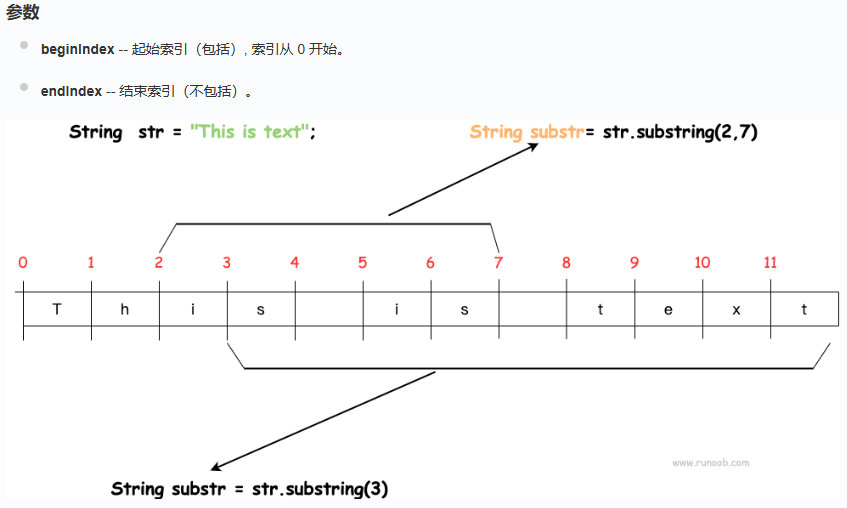 参数
beginIndex -- 起始索引（包括）, 索引从 0 开始。
endIndex -- 结束索引（不包括）。
String str = "This is text"; String substr= str.substring(2,7)
0 1 2 3 4 5 6 7 8 9 10 11
T h i s i s t e x t
www.runoob.com
String substr = str.substring(3)